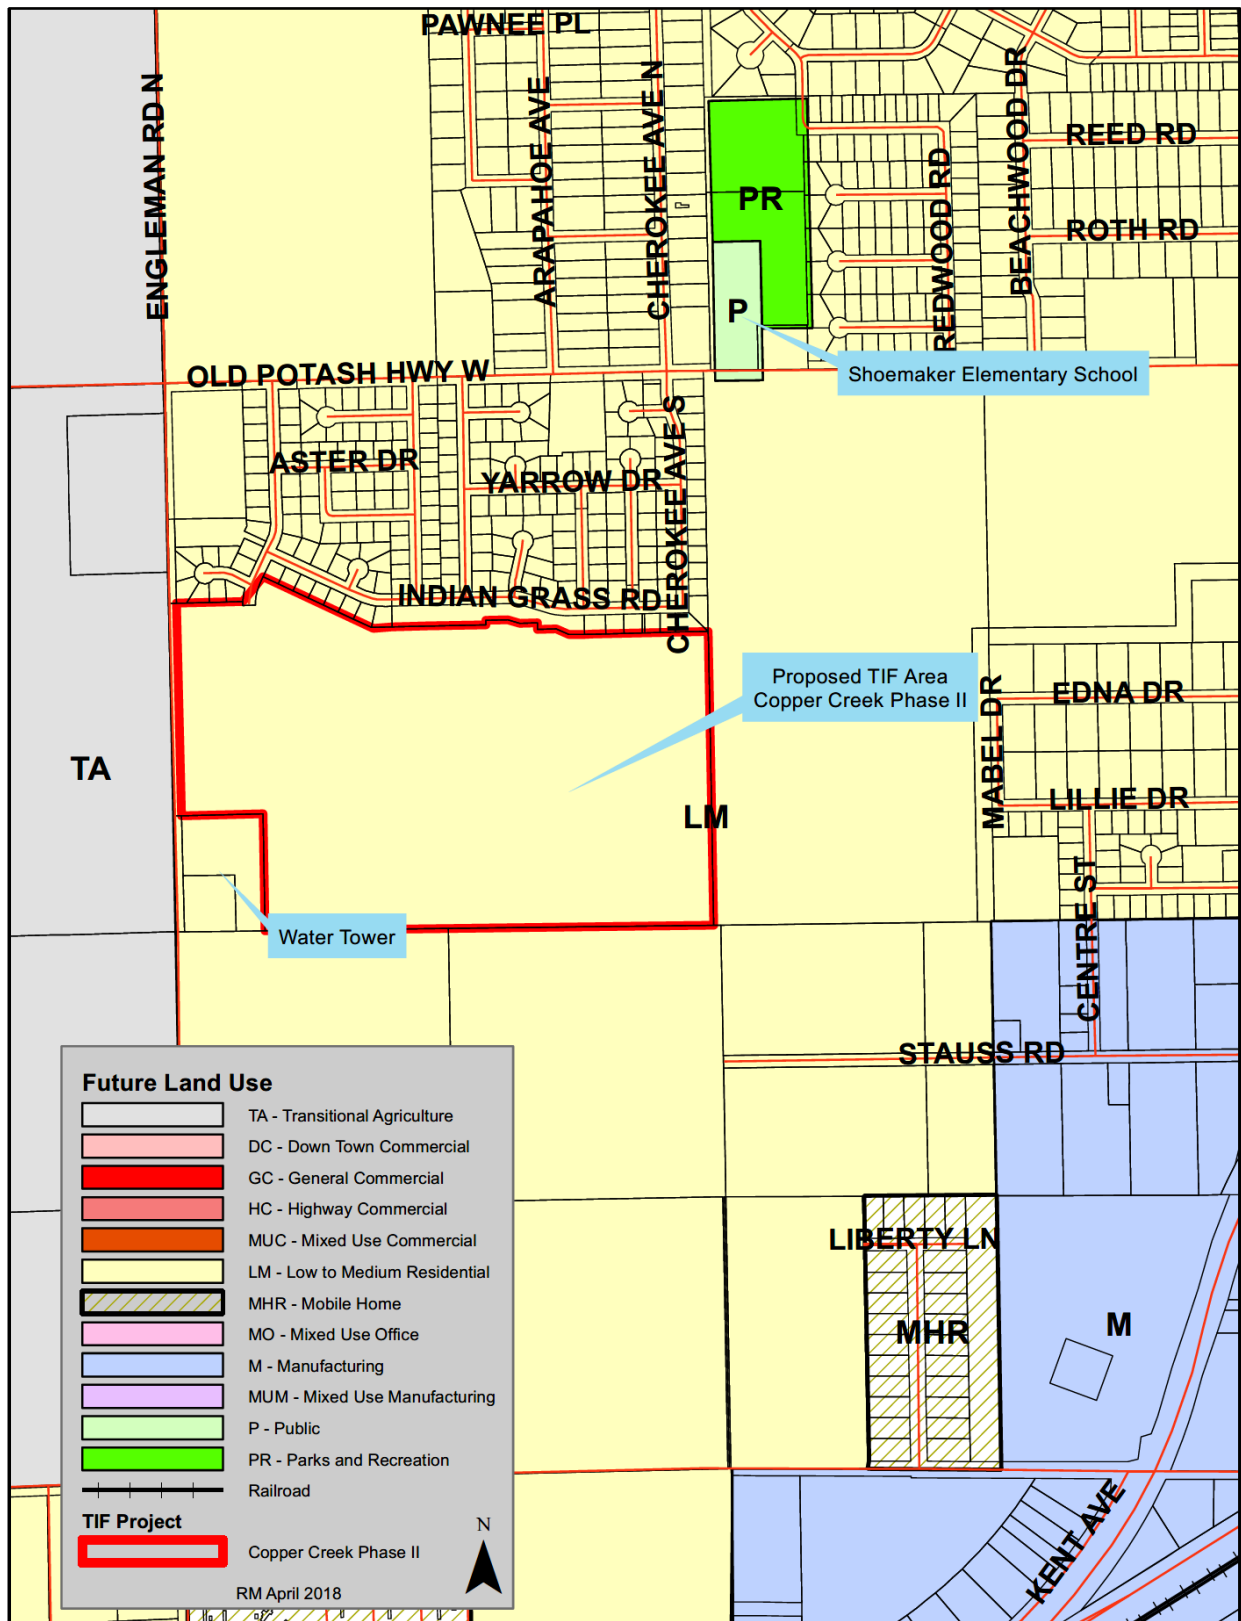 PAWNEE PL
ENGLEMAN RD N
ARAPAHOE AVE
CHEROKEE AVE N
BEACHWOOD DR
REED RD
PR
REDWOOD RD
ROTH RD
P
OLD POTASH HWY W
Shoemaker Elementary School
ASTER DR
YARROW DR
CHEROKEE AVE S
INDIAN GRASS RD
Proposed TIF Area
Copper Creek Phase II
EDNA DR
MABEL DR
TA
LILLIE DR
LM
CENTRE ST
Water Tower
STAUSS RD
LIBERTY LN
MHR
M
KENT AVE
Future Land Use
TA - Transitional Agriculture
DC - Down Town Commercial
GC - General Commercial
HC - Highway Commercial
MUC - Mixed Use Commercial
LM - Low to Medium Residential
MHR - Mobile Home
MO - Mixed Use Office
M - Manufacturing
MUM - Mixed Use Manufacturing
P - Public
PR - Parks and Recreation
Railroad
TIF Project
N
Copper Creek Phase II
RM April 2018